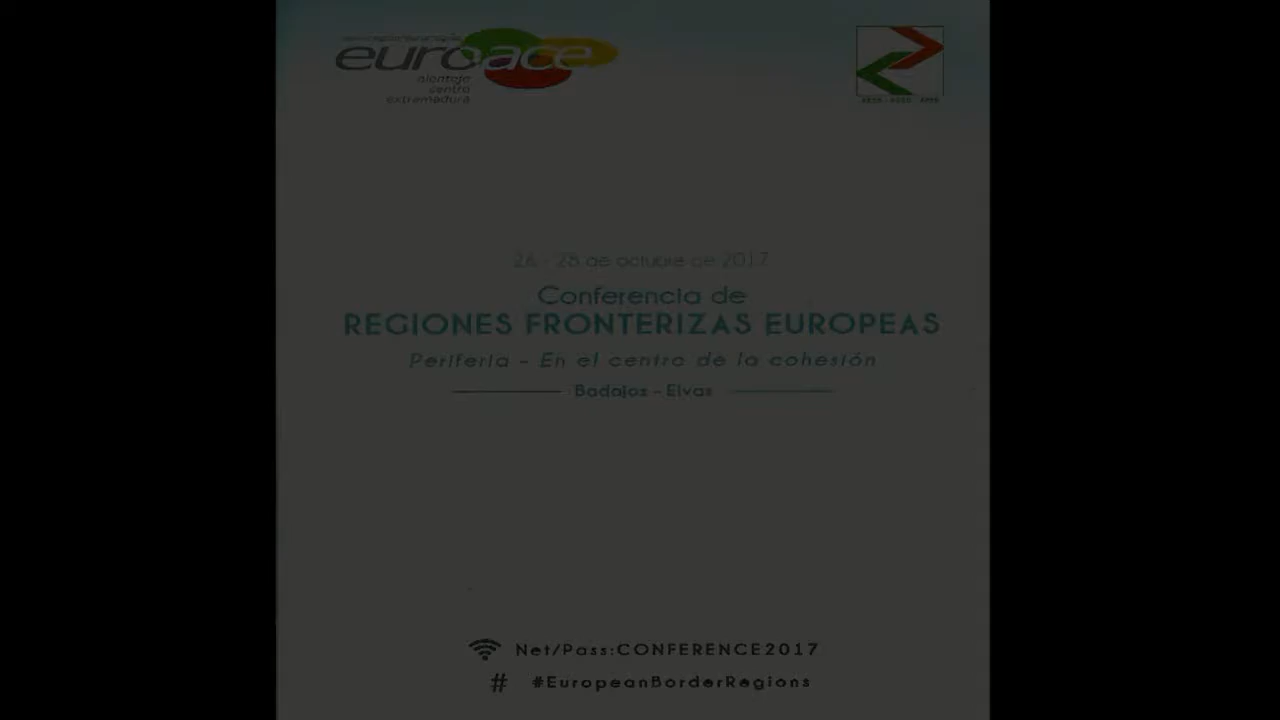 euroace
alentejo
centro
extremadura
26 - 28 de octubre de 2017
Conferencia de
REGIONES FRONTERIZAS EUROPEAS
Periferia - En el centro de la cohesión
Badajoz - Elvas
Net/Pass:CONFERENCE2017
# #EuropeanBorderRegions